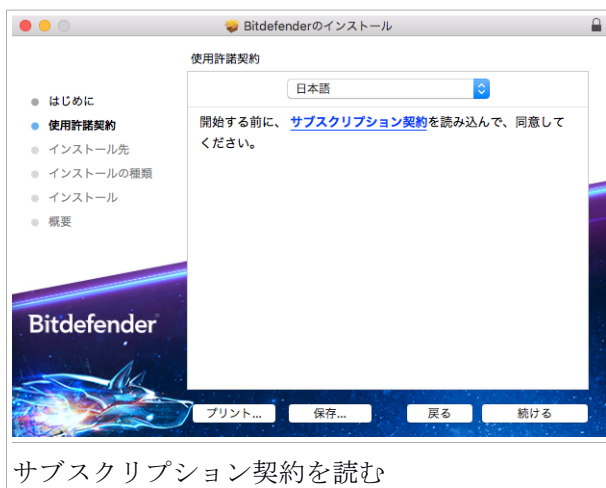 Bitdefenderのインストール
使用許諾契約
日本語
はじめに
使用許諾契約
インストール先
インストールの種類
インストール
概要
開始する前に、 サブスクリプション契約を読み込んで、同意して
ください。
Bitdefender
プリント... 保存... 戻る 続ける
サブスクリプション契約を読む